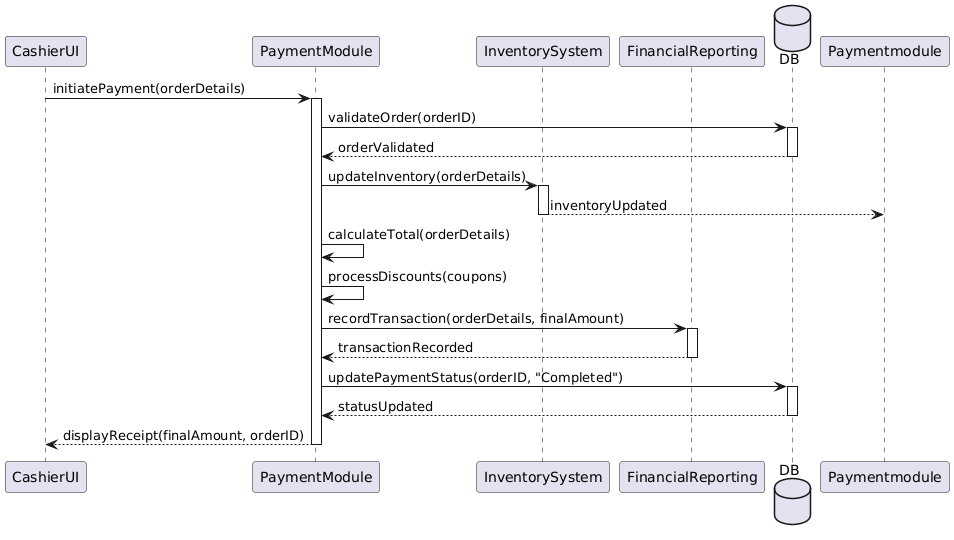 DB
CashierUI
PaymentModule
InventorySystem
FinancialReporting
Paymentmodule
initiatePayment(orderDetails)
validateOrder(orderID)
orderValidated
updateInventory(orderDetails)
inventoryUpdated
calculateTotal(orderDetails)
processDiscounts(coupons)
recordTransaction(orderDetails, finalAmount)
transactionRecorded
updatePaymentStatus(orderID, "Completed")
statusUpdated
displayReceipt(finalAmount, orderID)
CashierUI
PaymentModule
InventorySystem
FinancialReporting
DB
Paymentmodule